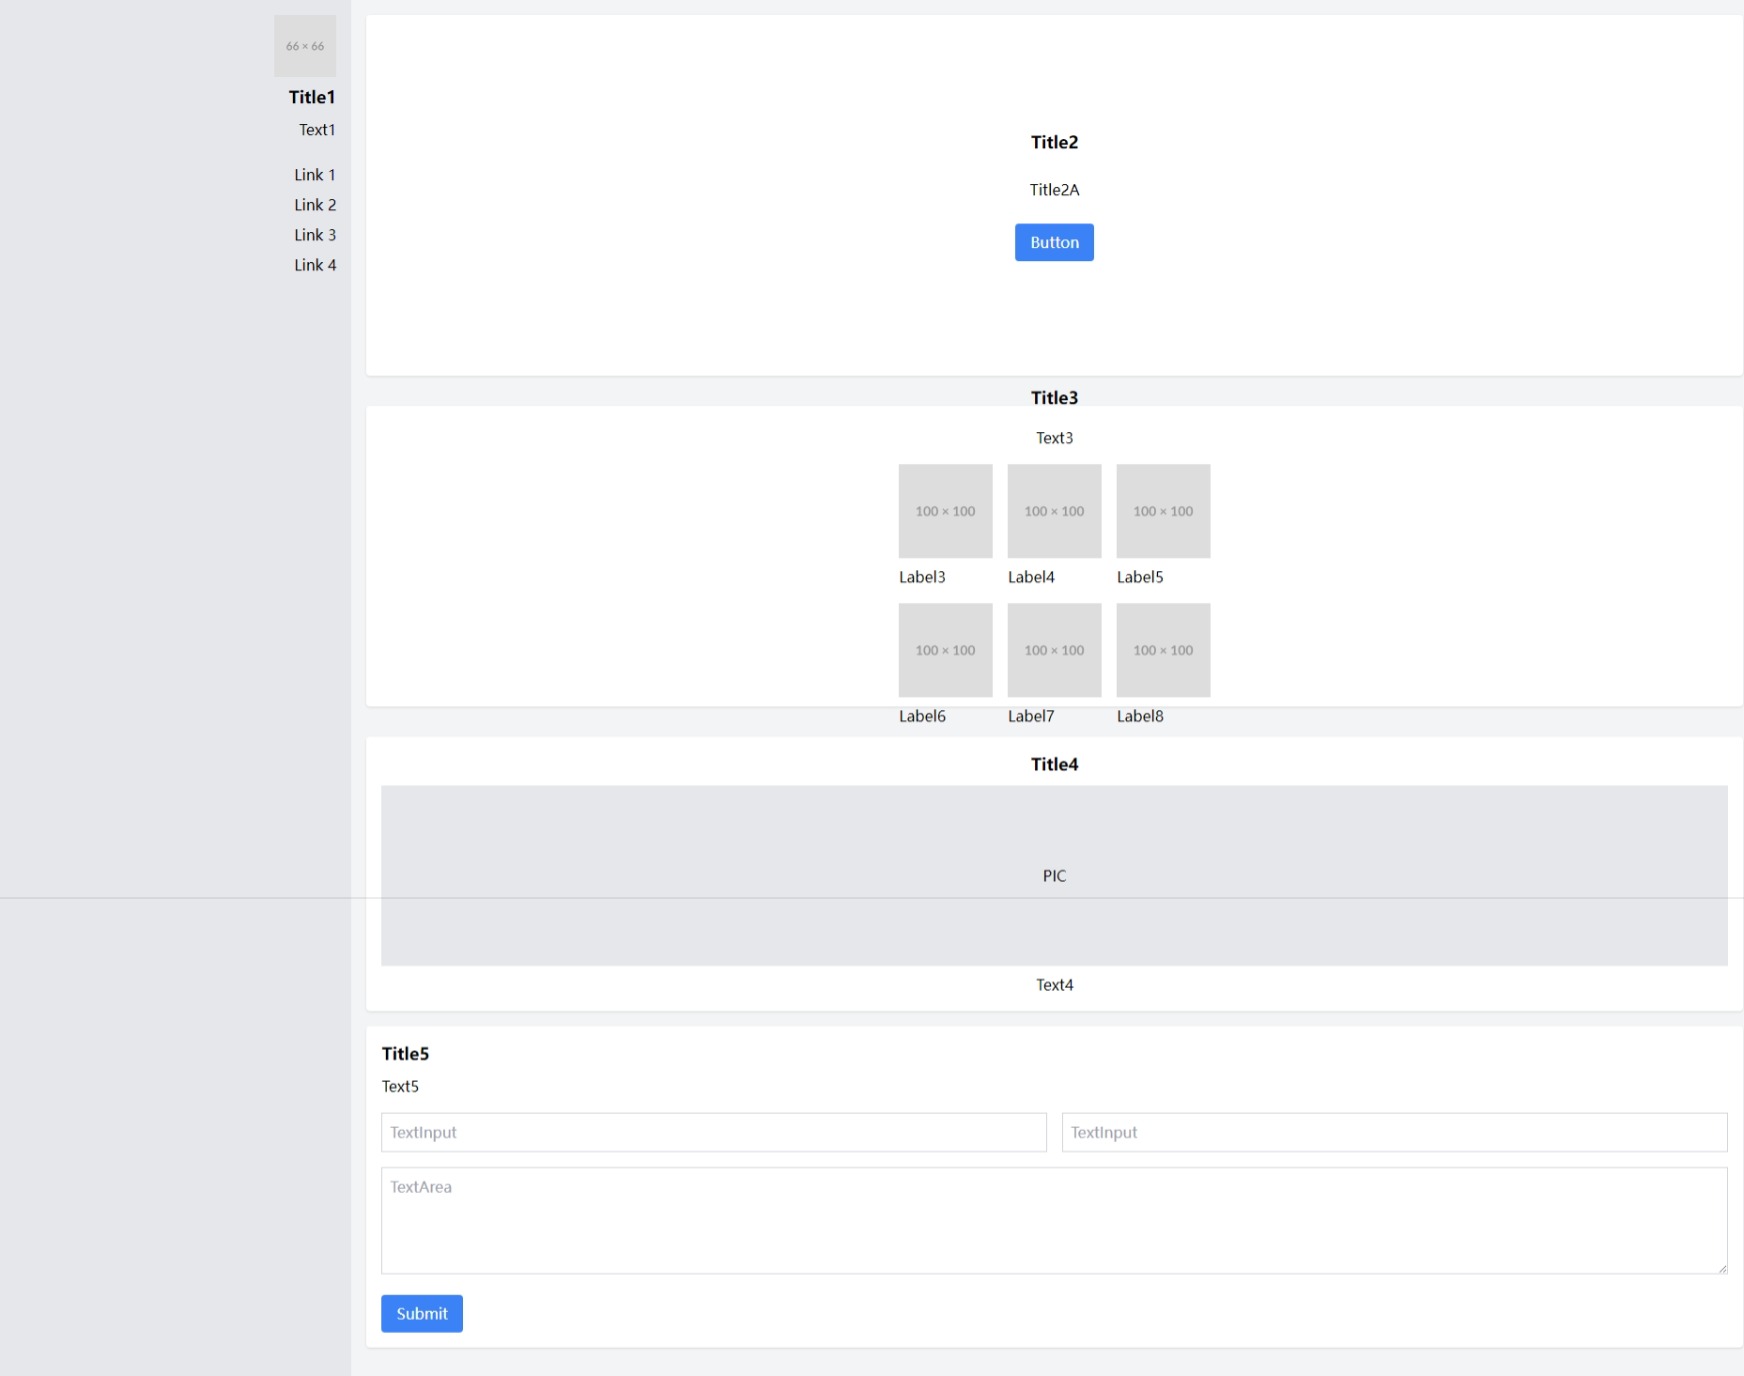 66 × 66
Title1
Text1
Link 1
Link 2
Link 3
Link 4
Title2
Title2A
Button
Title3
Text3
100 × 100 100 × 100 100 × 100
Label3 Label4 Label5
100 × 100 100 × 100 100 × 100
Label6 Label7 Label8
Title4
PIC
Text4
Title5
Text5
TextInput TextInput
TextArea
Submit